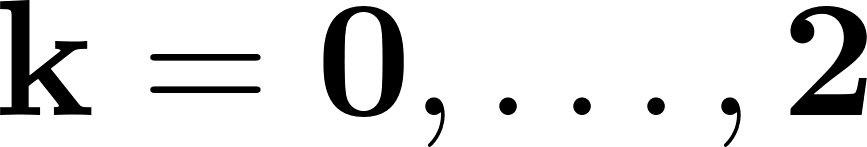 k = 0, . . . , 2